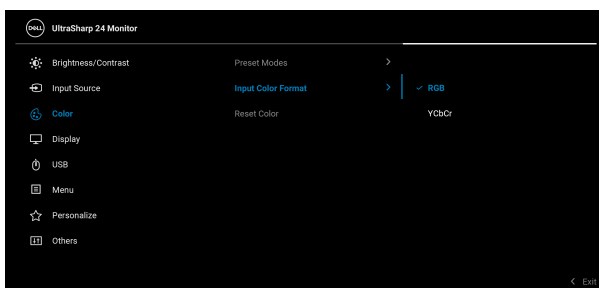 DELL UltraSharp 24 Monitor
Brightness/Contrast Preset Modes
Input Source Input Color Format RGB
Color Reset Color YCbCr
Display
USB
Menu
Personalize
Others
Exit